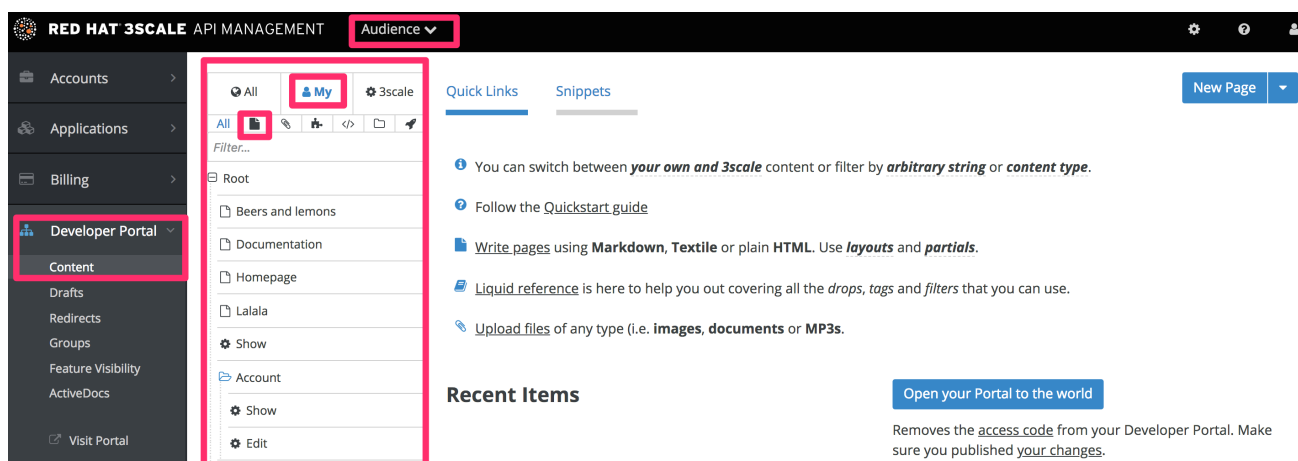 RED HAT 3SCALE API MANAGEMENT
Audience
Accounts
Applications
Billing
Developer Portal
Content
Drafts
Redirects
Groups
Feature Visibility
ActiveDocs
Visit Portal
All My 3scale
All
Filter...
Root
Beers and lemons
Documentation
Homepage
Lalala
Show
Account
Show
Edit
Quick Links Snippets
New Page
You can switch between your own and 3scale content or filter by arbitrary string or content type.
Follow the Quickstart guide
Write pages using Markdown, Textile or plain HTML. Use layouts and partials.
Liquid reference is here to help you out covering all the drops, tags and filters that you can use.
Upload files of any type (i.e. images, documents or MP3s.
Recent Items
Open your Portal to the world
Removes the access code from your Developer Portal. Make
sure you published your changes.